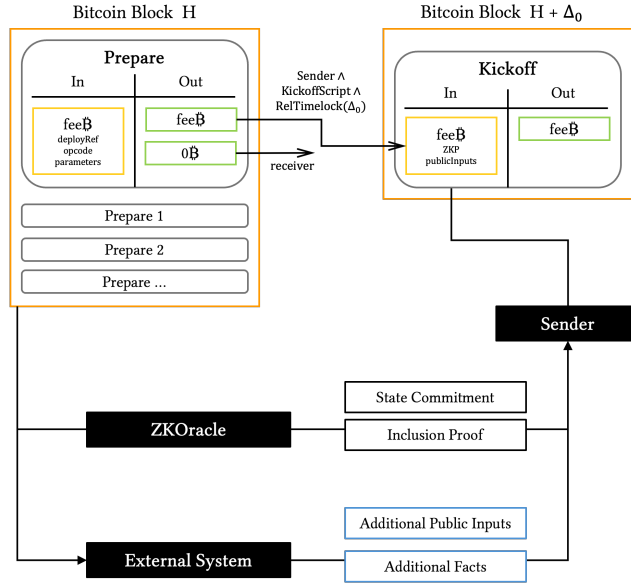 Bitcoin Block H
Bitcoin Block H + Δ₀
Prepare
In
Out
fee₿
deployRef
opcode
parameters
fee₿
0₿
Sender ∧
KickoffScript ∧
RelTimelock(Δ₀)
receiver
Kickoff
In
Out
fee₿
ZKP
publicInputs
fee₿
Prepare 1
Prepare 2
Prepare ...
Sender
State Commitment
ZKOracle
Inclusion Proof
Additional Public Inputs
External System
Additional Facts